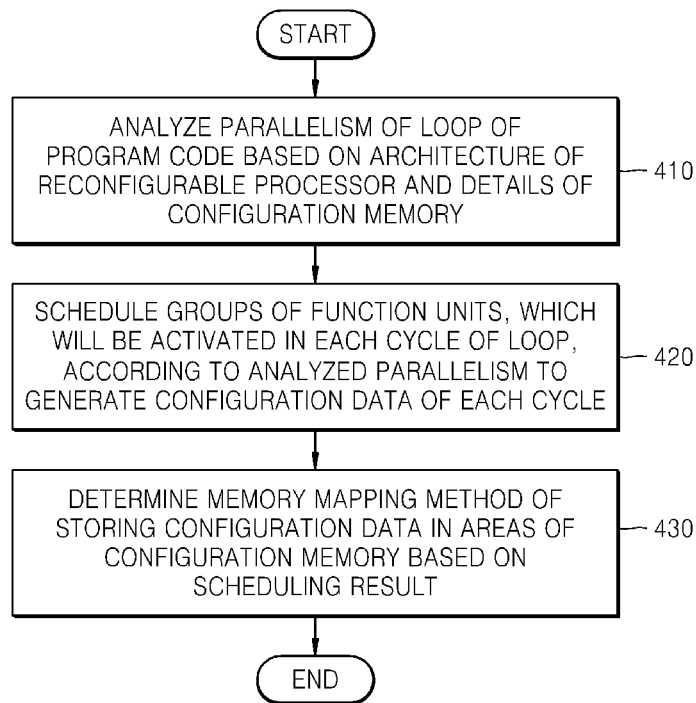 START
ANALYZE PARALLELISM OF LOOP OF
PROGRAM CODE BASED ON ARCHITECTURE OF
RECONFIGURABLE PROCESSOR AND DETAILS OF
CONFIGURATION MEMORY
410
SCHEDULE GROUPS OF FUNCTION UNITS, WHICH
WILL BE ACTIVATED IN EACH CYCLE OF LOOP,
ACCORDING TO ANALYZED PARALLELISM TO
GENERATE CONFIGURATION DATA OF EACH CYCLE
420
DETERMINE MEMORY MAPPING METHOD OF
STORING CONFIGURATION DATA IN AREAS OF
CONFIGURATION MEMORY BASED ON
SCHEDULING RESULT
430
END